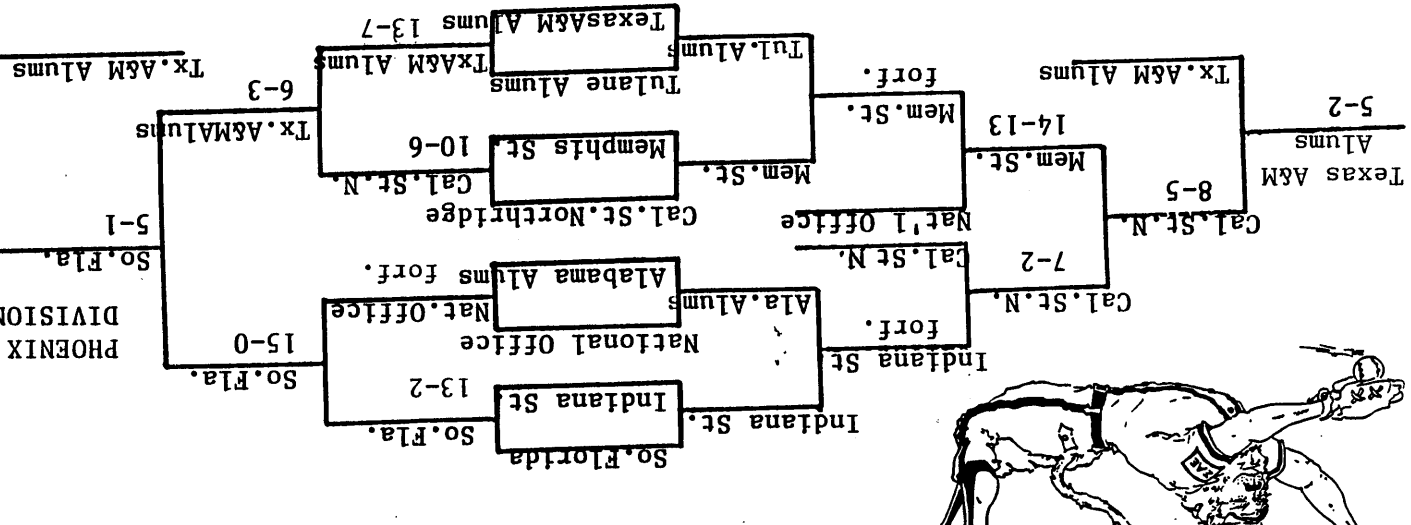 So.Florida
Indiana St.
So.Fla.
Indiana St
13-2
Indiana St
So.Fla.
forf.
National Office
15-0
PHOENIX
DIVISION
Cal.St.N.
Ala.Alums
Nat.Office
7-2
Cal.St N.
Alabama Alums
forf.
So.Fla.
Cal.St.N.
Nat'l Office
Cal.St.Northridge
5-1
8-5
Texas A&M
Alums
5-2
Mem.St.
Mem.St.
Cal.St.N.
14-13
Memphis St.
10-6
Mem.St.
Tx.A&MAlums
forf.
Tulane Alums
6-3
Tx.A&M Alums
Tul.Alums
TxA&M Alums
Tx.A&M Alums
TexasA&M Alums
13-7